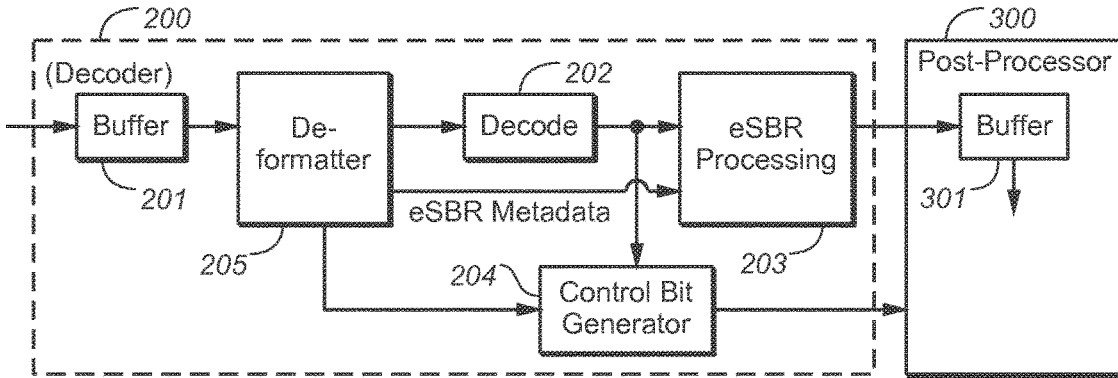 200
300
(Decoder)
Post-Processor
202
Buffer
De-
formatter
Decode
eSBR
Processing
Buffer
201
301
eSBR Metadata
205
204
203
Control Bit
Generator